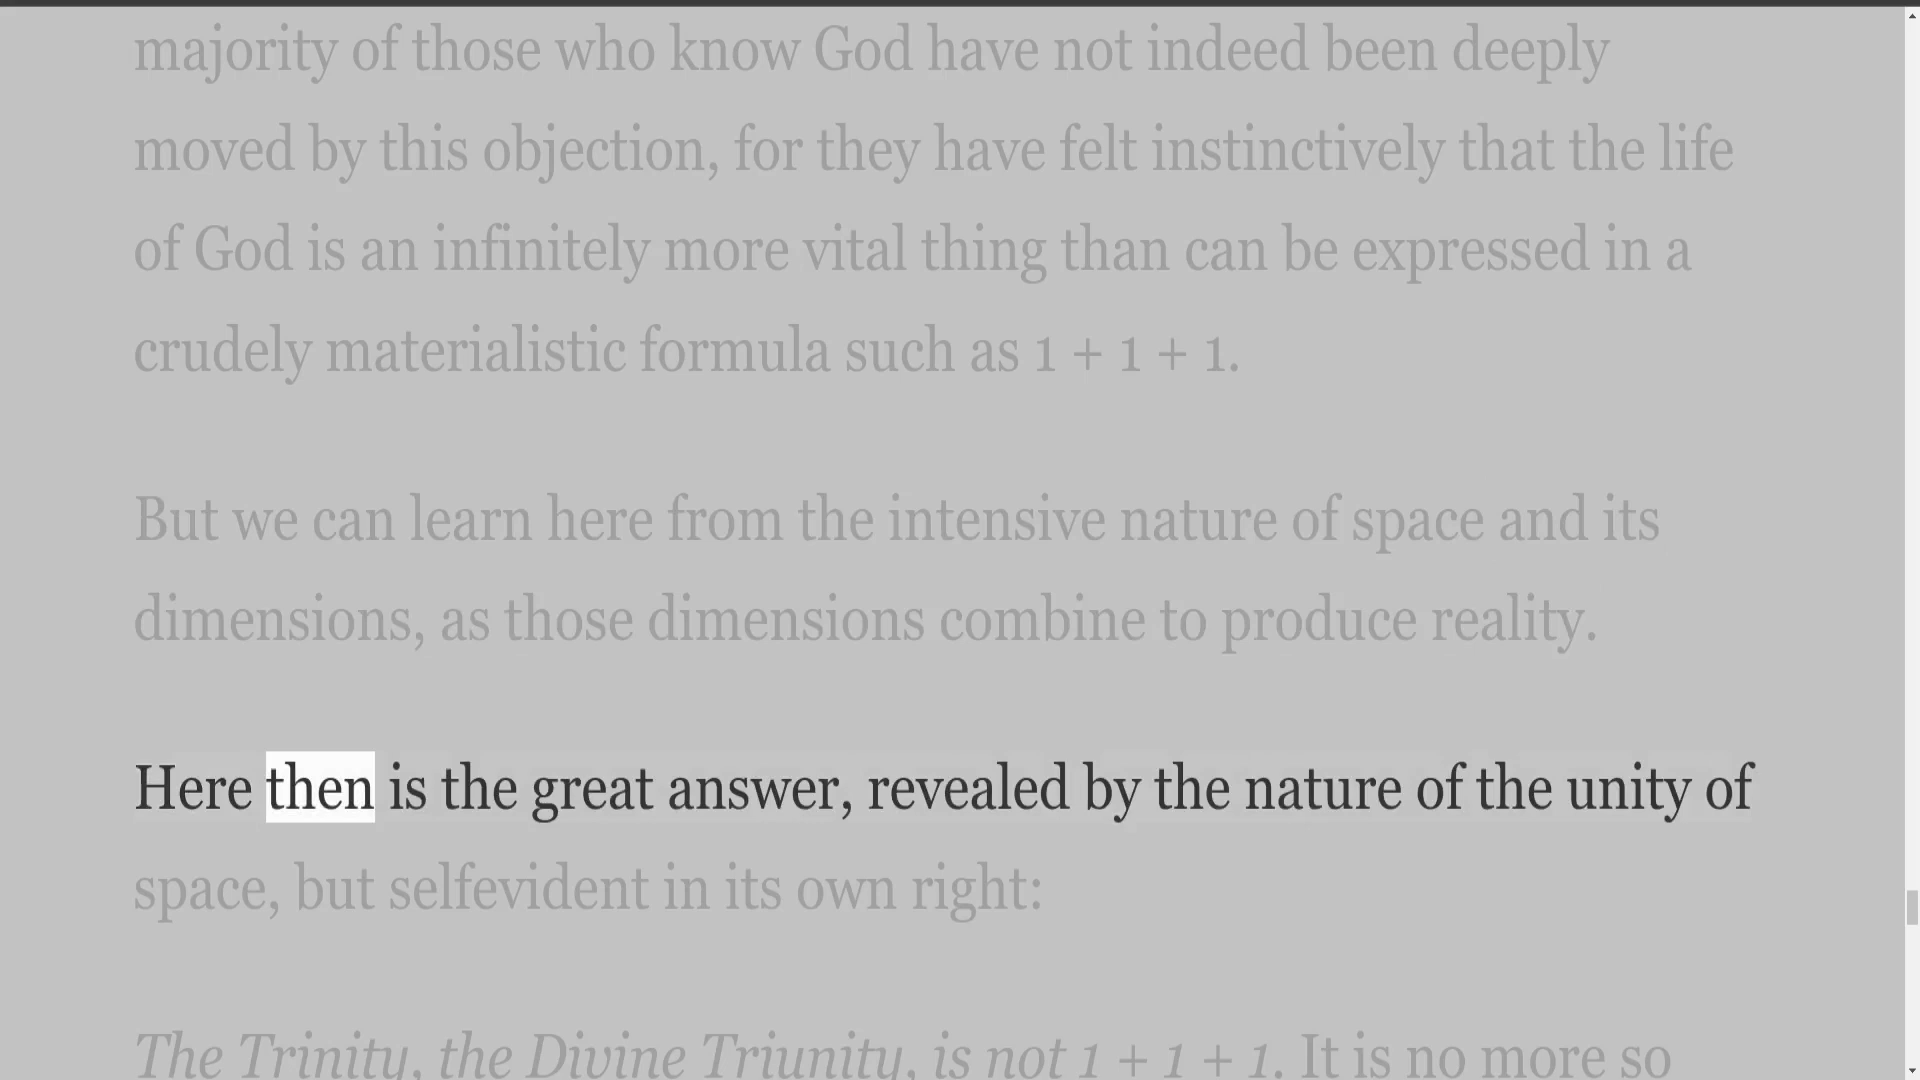 majority of those who know God have not indeed been deeply
moved by this objection, for they have felt instinctively that the life
of God is an infinitely more vital thing than can be expressed in a
crudely materialistic formula such as 1 + 1 + 1.
But we can learn here from the intensive nature of space and its
dimensions, as those dimensions combine to produce reality.
Here then is the great answer, revealed by the nature of the unity of
space, but selfevident in its own right:
The Trinity, the Divine Triunity, is not 1 + 1 + 1. It is no more so